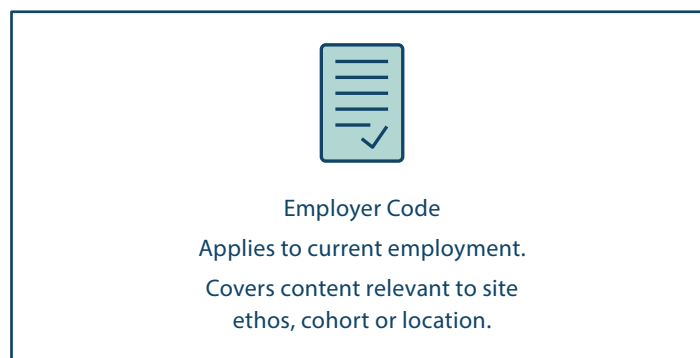 Employer Code
Applies to current employment.
Covers content relevant to site
ethos, cohort or location.